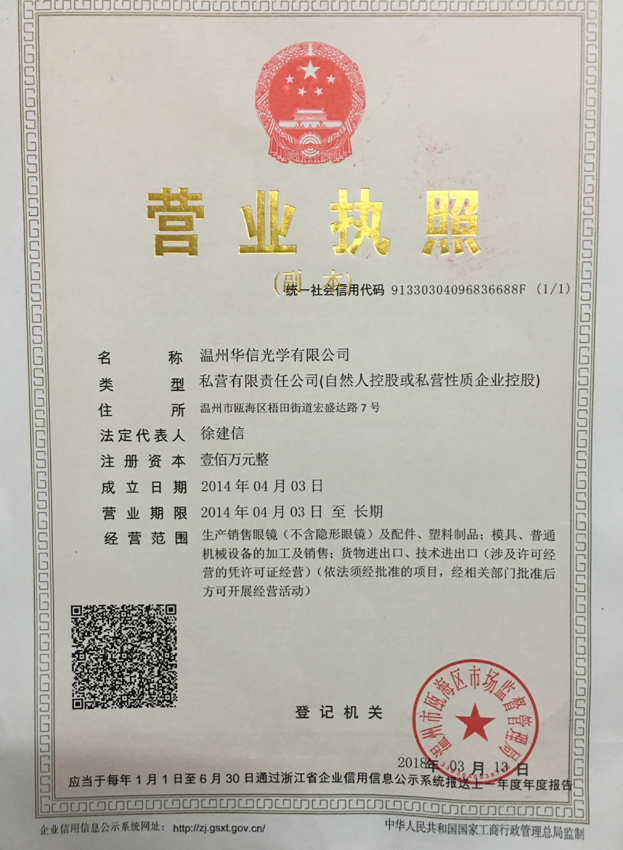 营业执照
(副本)
统一社会信用代码 91330304096836688F (1/1)
名称 温州华信光学有限公司
类型 私营有限责任公司(自然人控股或私营性质企业控股)
住所 温州市瓯海区梧田街道宏盛达路7号
法定代表人 徐建信
注册资本 壹佰万元整
成立日期 2014年04月03日
营业期限 2014年04月03日 至 长期
经营范围 生产销售眼镜（不含隐形眼镜）及配件、塑料制品；模具、普通
机械设备的加工及销售；货物进出口、技术进出口（涉及许可经
营的凭许可证经营）（依法须经批准的项目，经相关部门批准后
方可开展经营活动）
登记机关
温州市瓯海区市场监督管理局
2018年 03月 13日
应当于每年1月1日至6月30日通过浙江省企业信用信息公示系统报送上一年度年度报告
企业信用信息公示系统网址： http://zj.gsxt.gov.cn/
中华人民共和国国家工商行政管理总局监制